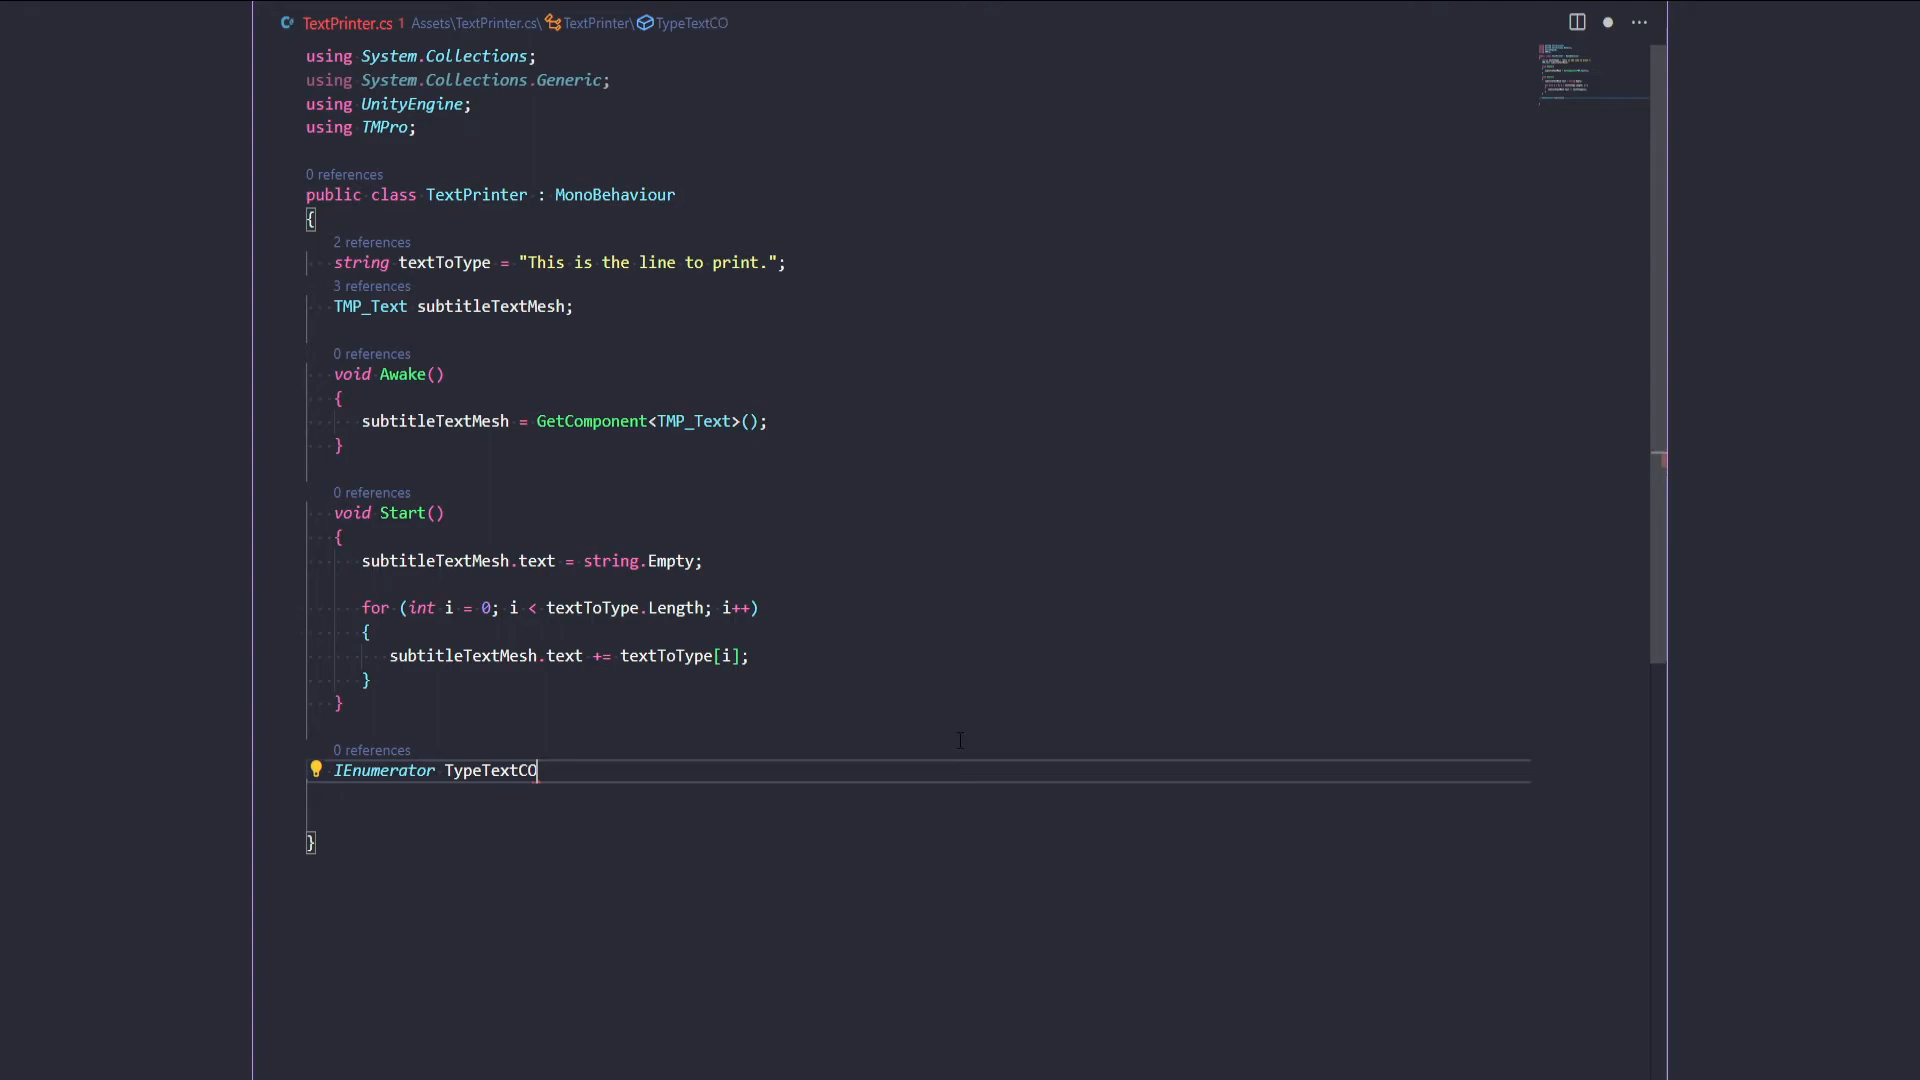 TextPrinter.cs 1 Assets\TextPrinter.cs\TextPrinter\TypeTextCO
using System.Collections;
using System.Collections.Generic;
using UnityEngine;
using TMPro;
0 references
public class TextPrinter : MonoBehaviour
{
2 references
string textToType = "This is the line to print.";
3 references
TMP_Text subtitleTextMesh;
0 references
void Awake()
{
subtitleTextMesh = GetComponent<TMP_Text>();
}
0 references
void Start()
{
subtitleTextMesh.text = string.Empty;
for (int i = 0; i < textToType.Length; i++)
{
subtitleTextMesh.text += textToType[i];
}
}
0 references
IEnumerator TypeTextCO
}